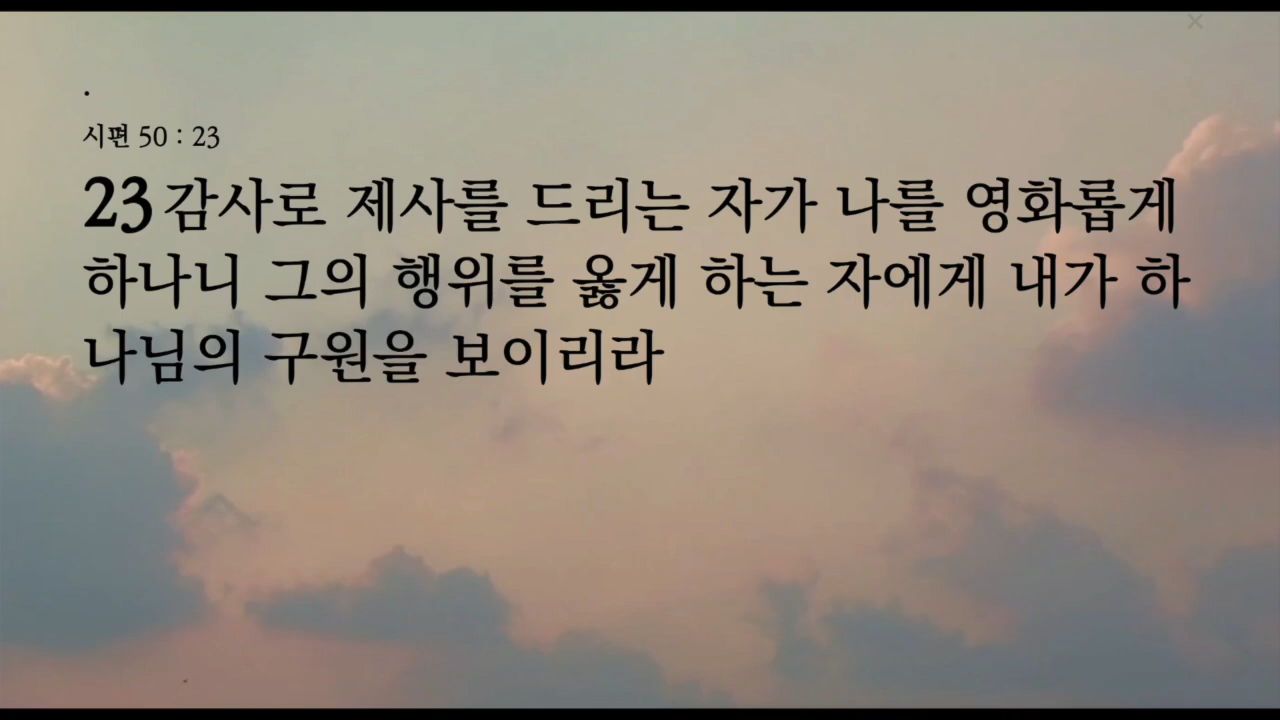 .
시편 50 : 23
23 감사로 제사를 드리는 자가 나를 영화롭게
하나니 그의 행위를 옳게 하는 자에게 내가 하
나님의 구원을 보이리라